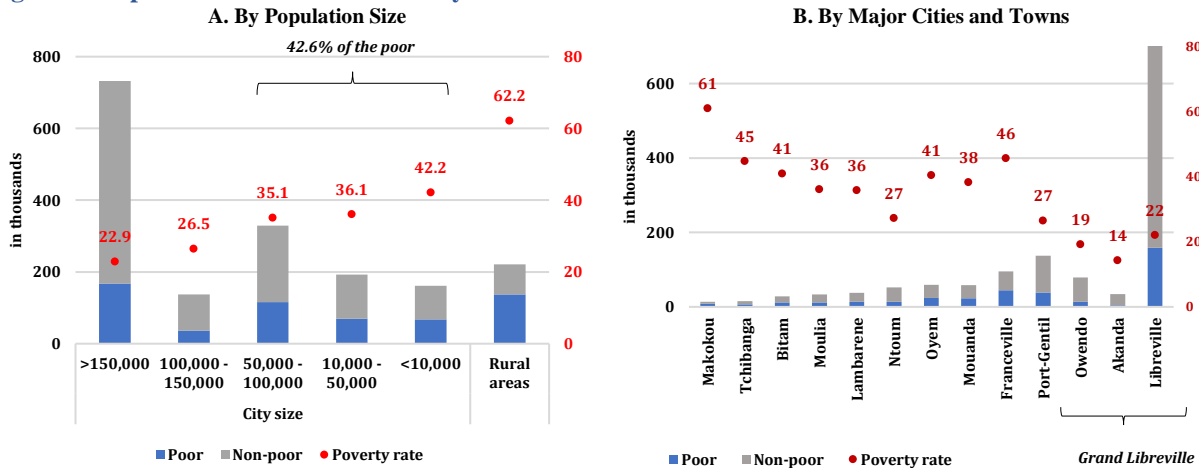 A. By Population Size
42.6% of the poor
800
600
400
200
0
in thousands
80
60
40
20
0
22.9
26.5
35.1
36.1
42.2
62.2
>150,000
100,000 -
150,000
50,000 -
100,000
10,000 -
50,000
<10,000
Rural
areas
City size
Poor
Non-poor
Poverty rate
B. By Major Cities and Towns
600
400
200
0
in thousands
80
60
40
20
0
61
45
41
36
36
27
41
38
46
27
19
14
22
Makokou
Tchibanga
Bitam
Moulia
Lambarene
Ntoum
Oyem
Mouanda
Franceville
Port-Gentil
Owendo
Akanda
Libreville
Grand Libreville
Poor
Non-poor
Poverty rate